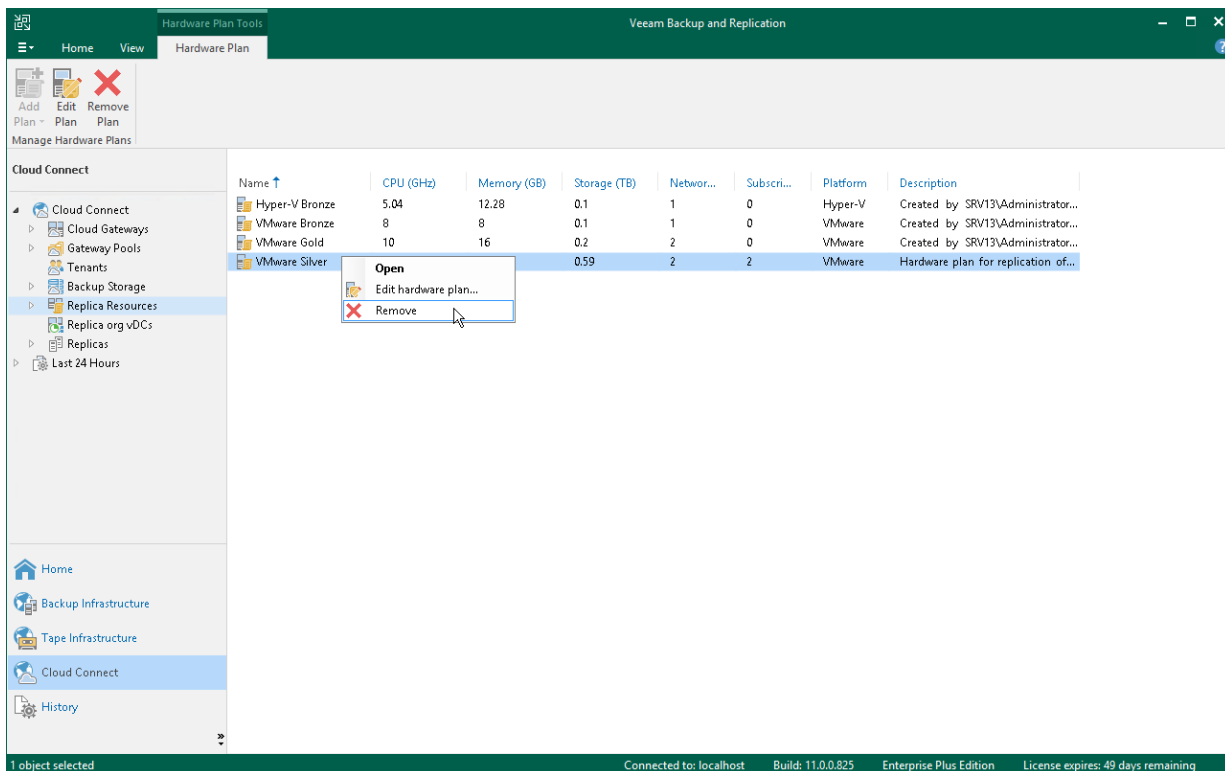 Hardware Plan Tools
Veeam Backup and Replication
Home View Hardware Plan
Add Plan Edit Plan Remove Plan
Manage Hardware Plans
Cloud Connect
Cloud Connect
Cloud Gateways
Gateway Pools
Tenants
Backup Storage
Replica Resources
Replica org vDCs
Replicas
Last 24 Hours
Name CPU (GHz) Memory (GB) Storage (TB) Networ... Subscri... Platform Description
Hyper-V Bronze 5.04 12.28 0.1 1 0 Hyper-V Created by SRV13\Administrator...
VMware Bronze 8 8 0.1 1 0 VMware Created by SRV13\Administrator...
VMware Gold 10 16 0.2 2 0 VMware Created by SRV13\Administrator...
VMware Silver 0.59 2 2 VMware Hardware plan for replication of...
Open
Edit hardware plan...
Remove
Home
Backup Infrastructure
Tape Infrastructure
Cloud Connect
History
1 object selected Connected to: localhost Build: 11.0.0.825 Enterprise Plus Edition License expires: 49 days remaining